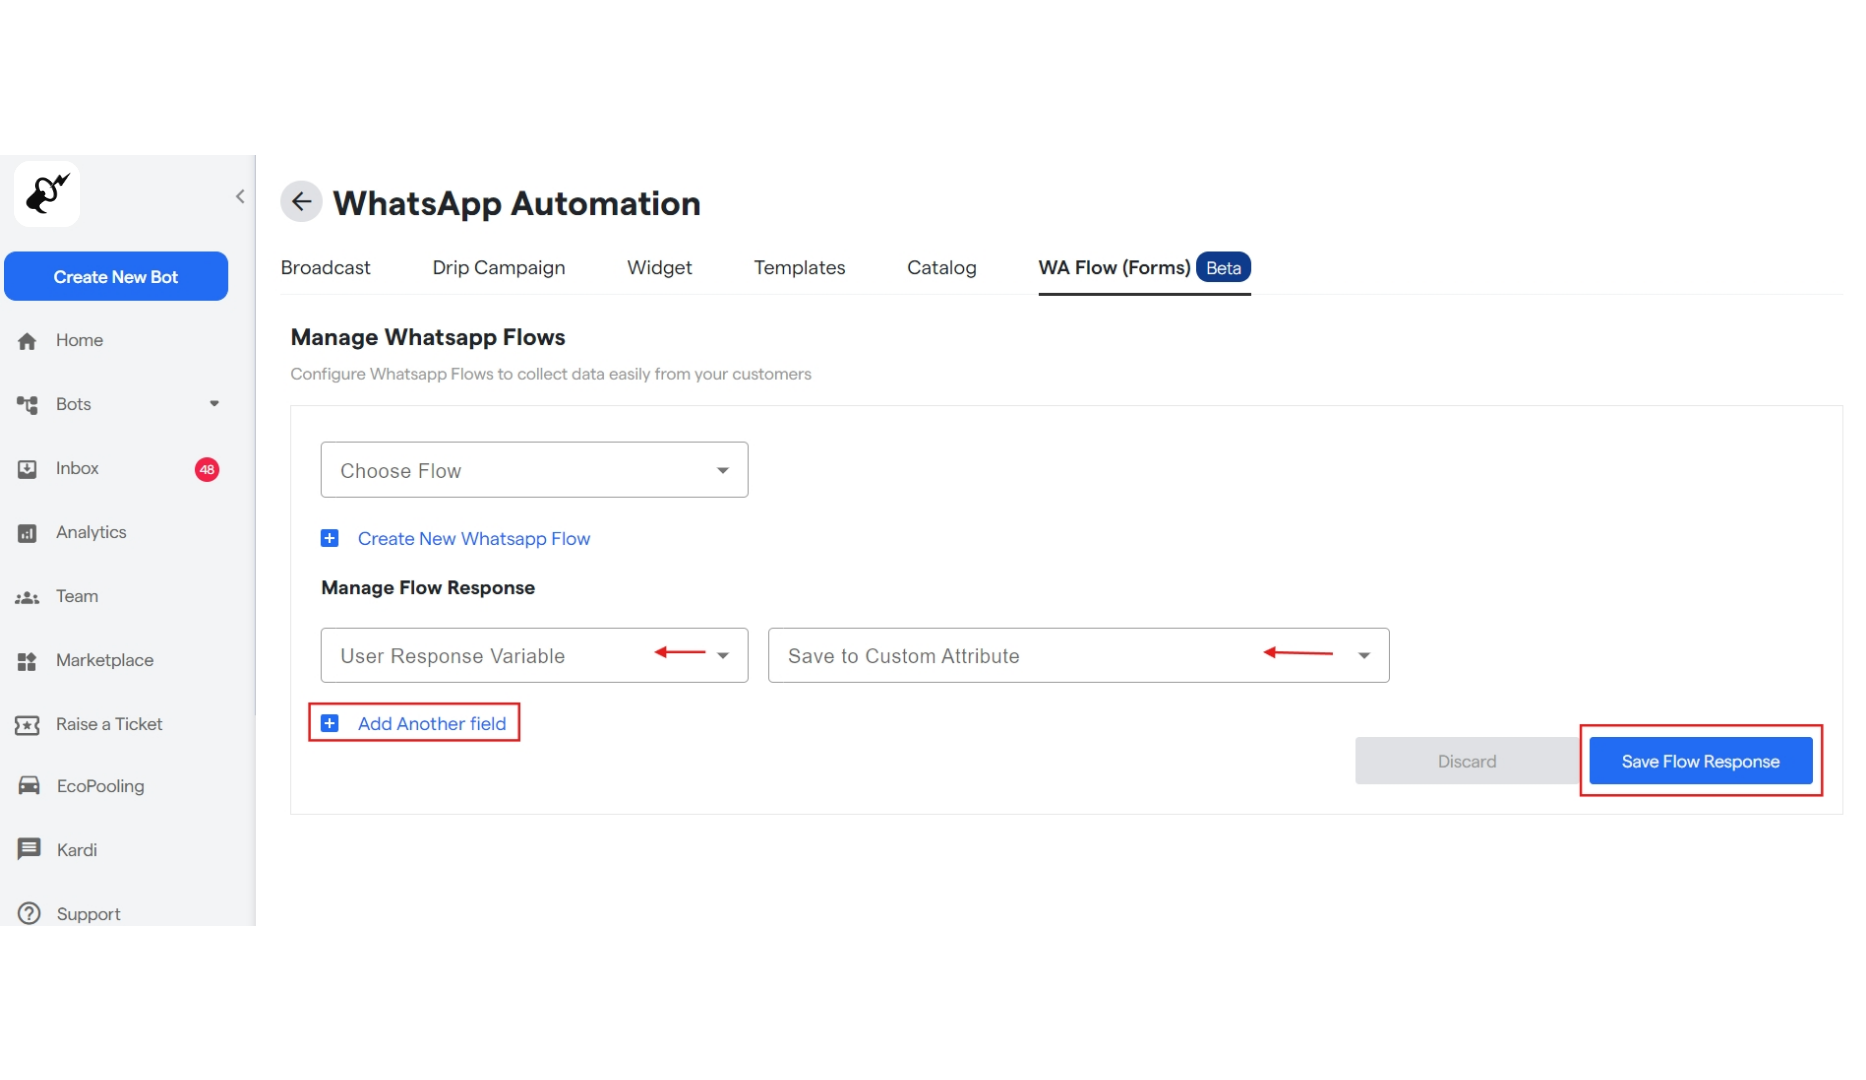 WhatsApp Automation
Create New Bot
Home
Bots
Inbox 48
Analytics
Team
Marketplace
Raise a Ticket
EcoPooling
Kardi
Support
Broadcast Drip Campaign Widget Templates Catalog WA Flow (Forms) Beta
Manage Whatsapp Flows
Configure Whatsapp Flows to collect data easily from your customers
Choose Flow
Create New Whatsapp Flow
Manage Flow Response
User Response Variable Save to Custom Attribute
Add Another field
Discard Save Flow Response